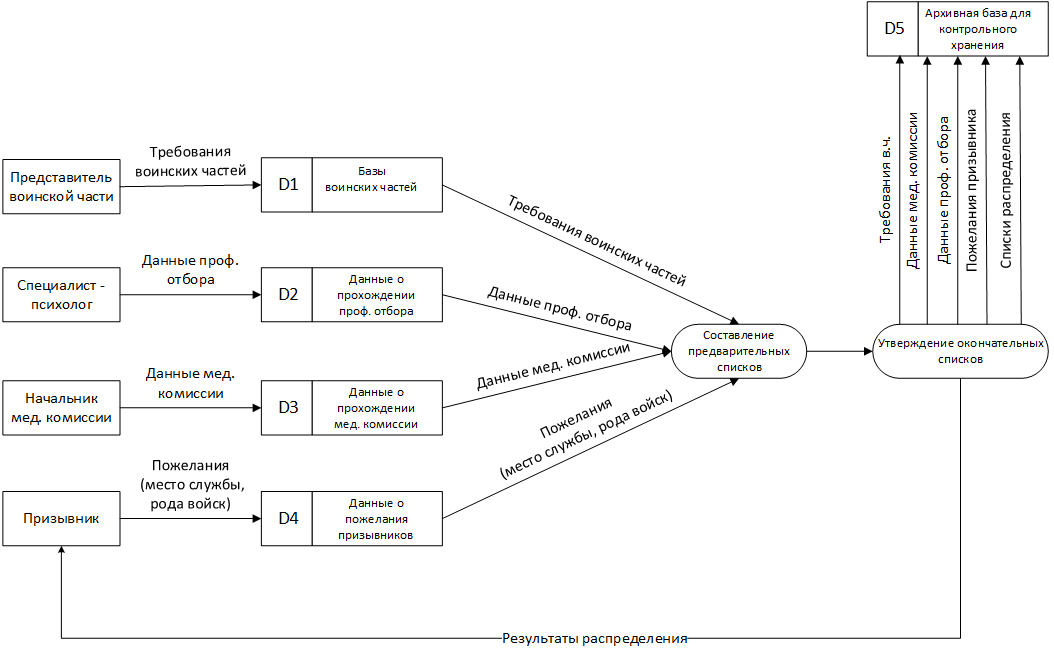 D5
Архивная база для
контрольного
хранения
Требования в.ч.
Данные мед. комиссии
Данные проф. отбора
Пожелания призывника
Списки распределения
Представитель
воинской части
Требования
воинских частей
D1
Базы
воинских частей
Требования воинских частей
Специалист -
психолог
Данные проф.
отбора
D2
Данные о
прохождении
проф. отбора
Данные проф. отбора
Составление
предварительных
списков
Утверждение окончательных
списков
Начальник
мед. комиссии
Данные мед.
комиссии
D3
Данные о
прохождении
мед. комиссии
Данные мед. комиссии
Призывник
Пожелания
(место службы,
рода войск)
D4
Данные о
пожелания
призывников
Пожелания
(место службы, рода войск)
Результаты распределения